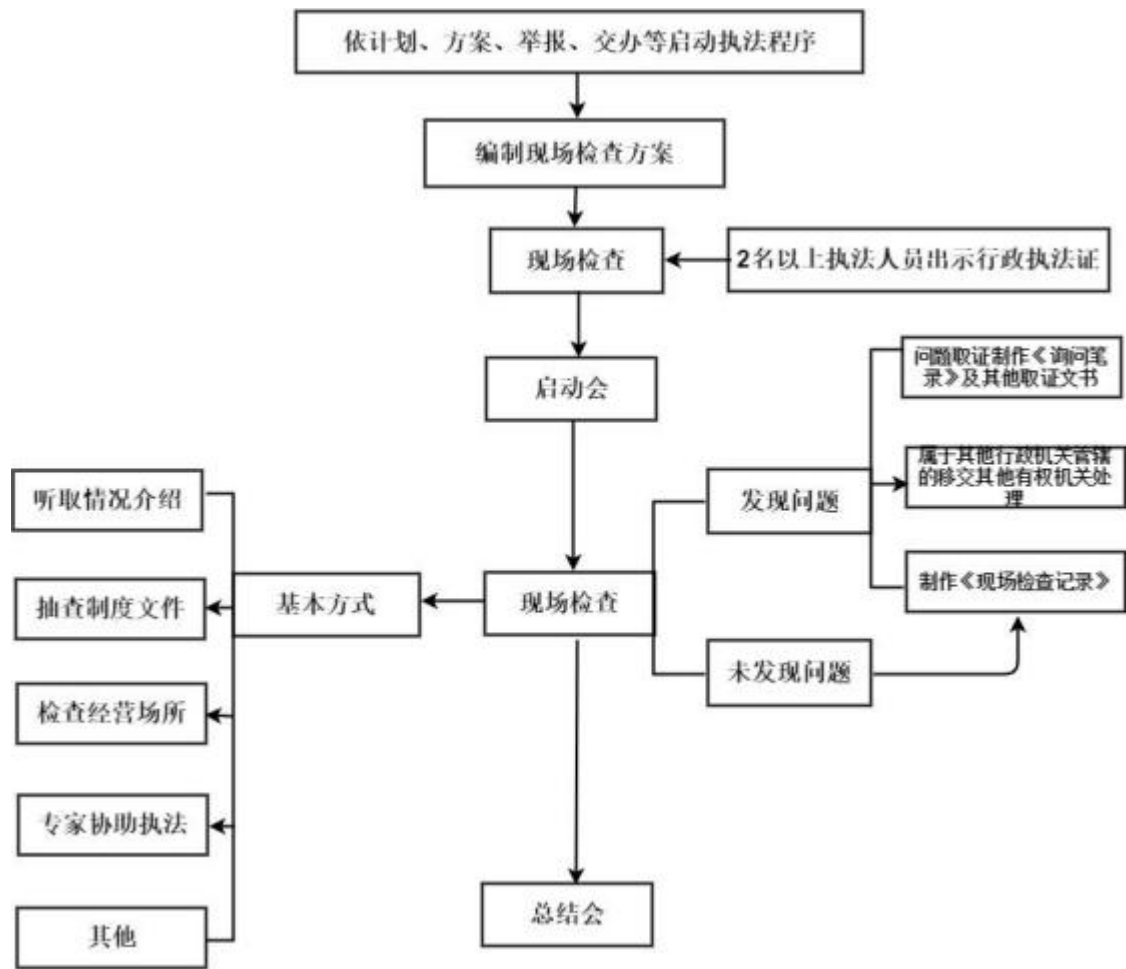 依计划、方案、举报、交办等启动执法程序
编制现场检查方案
现场检查
2名以上执法人员出示行政执法证
启动会
问题取证制作《询问笔
录》及其他取证文书
属于其他行政机关管辖
的移交其他有权机关处
理
发现问题
听取情况介绍
制作《现场检查记录》
抽查制度文件
基本方式
现场检查
未发现问题
检查经营场所
专家协助执法
总结会
其他